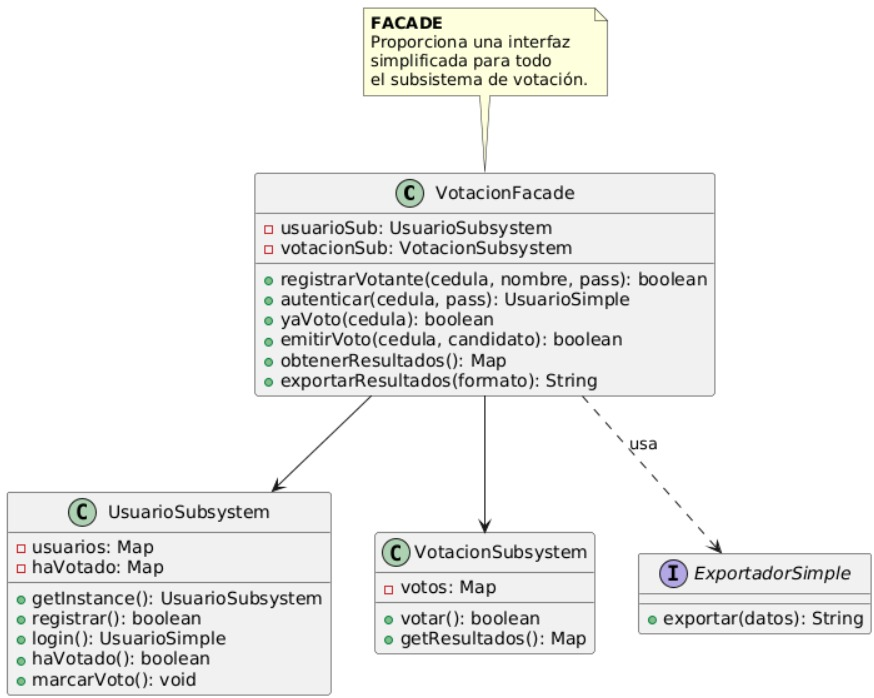 FACADE
Proporciona una interfaz
simplificada para todo
el subsistema de votación.
C VotacionFacade
usuarioSub: UsuarioSubsystem
votacionSub: VotacionSubsystem
registrarVotante(cedula, nombre, pass): boolean
autenticar(cedula, pass): UsuarioSimple
yaVoto(cedula): boolean
emitirVoto(cedula, candidato): boolean
obtenerResultados(): Map
exportarResultados(formato): String
usa
C UsuarioSubsystem
usuarios: Map
haVotado: Map
getInstance(): UsuarioSubsystem
registrar(): boolean
login(): UsuarioSimple
haVotado(): boolean
marcarVoto(): void
C VotacionSubsystem
votos: Map
votar(): boolean
getResultados(): Map
I ExportadorSimple
exportar(datos): String